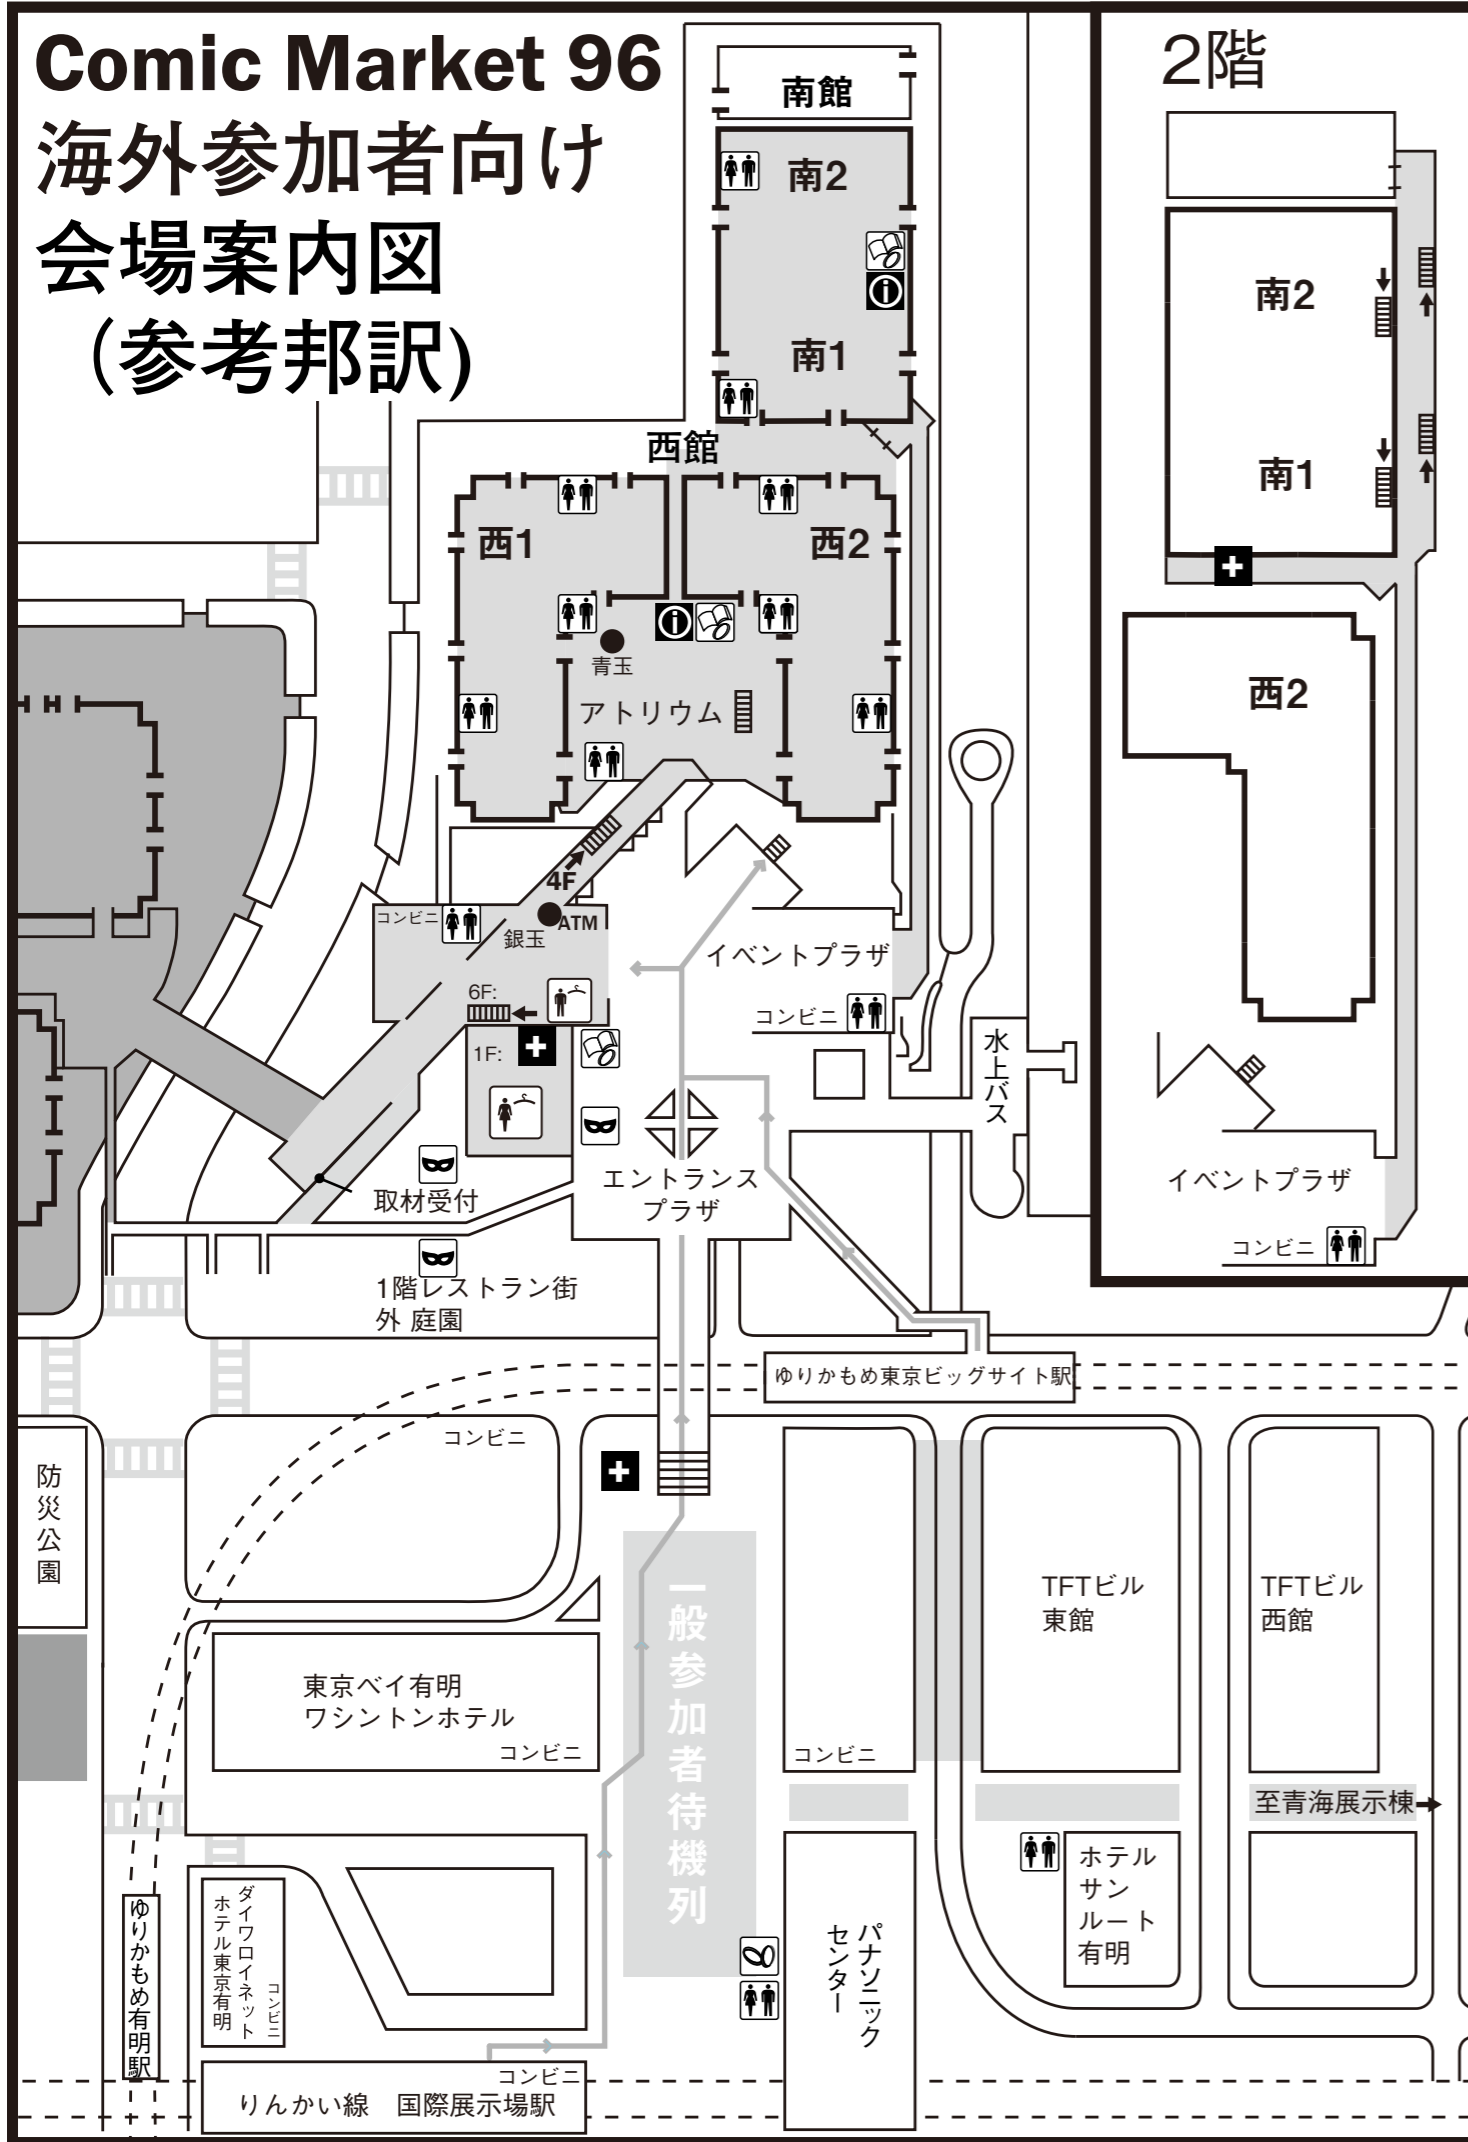 Comic Market 96
海外参加者向け
会場案内図
（参考邦訳)
2階
南館
南2
南1
西館
西1
西2
青玉
アトリウム
4F
コンビニ
銀玉
ATM
6F:
1F:
イベントプラザ
コンビニ
水上バス
取材受付
エントランス
プラザ
1階レストラン街
外 庭園
南2
南1
西2
イベントプラザ
コンビニ
ゆりかもめ東京ビッグサイト駅
コンビニ
防災公園
一般参加者待機列
TFTビル
東館
TFTビル
西館
東京ベイ有明
ワシントンホテル
コンビニ
コンビニ
至青海展示棟
ホテル
サン
ルート
有明
パナソニック
センター
ダイワロイネット
ホテル東京有明
コンビニ
ゆりかもめ有明駅
コンビニ
りんかい線　国際展示場駅